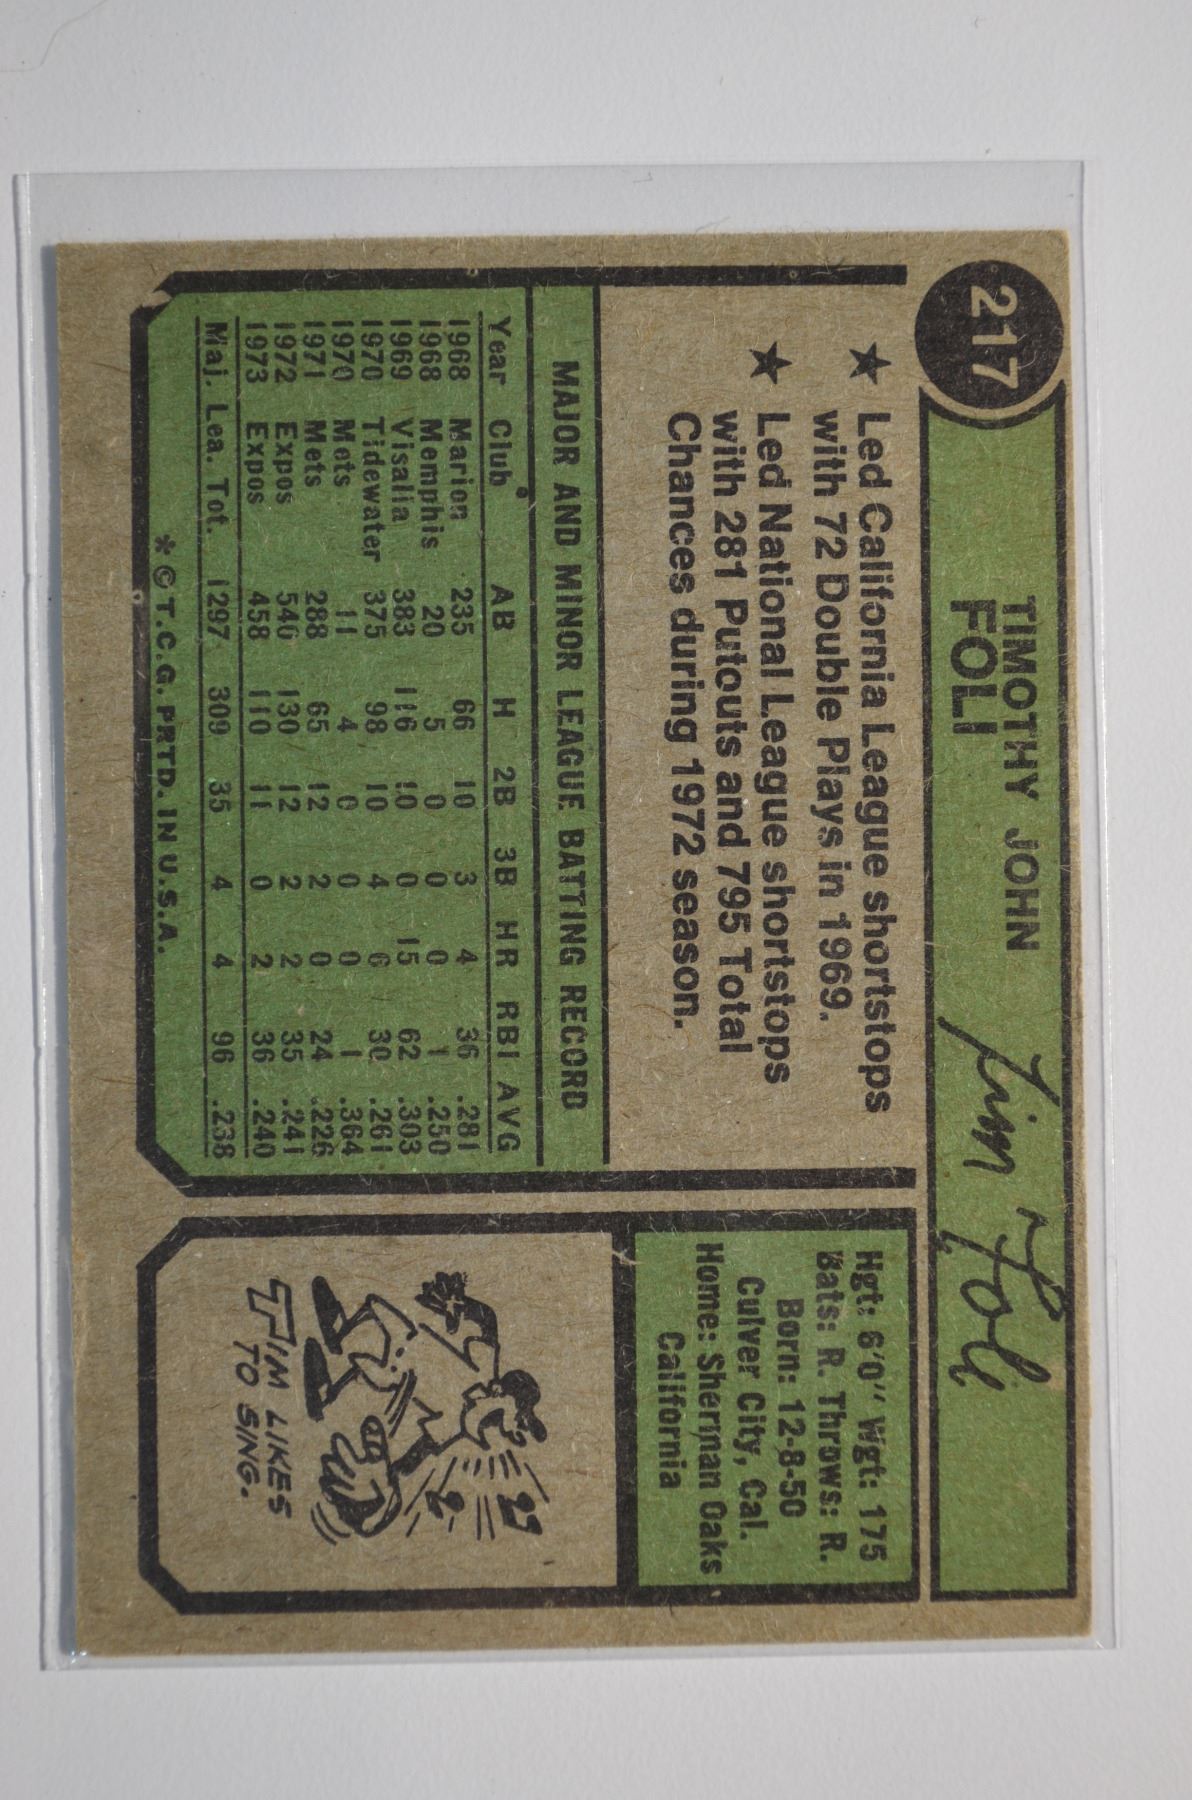 217
TIMOTHY JOHN
FOLI
Tim Foli
★ Led California League shortstops
with 72 Double Plays in 1969.
★ Led National League shortstops
with 281 Putouts and 795 Total
Chances during 1972 season.
MAJOR AND MINOR LEAGUE BATTING RECORD
Year Club AB H 2B 3B HR RBI AVG
1968 Marion 235 66 10 3 4 36 .281
1968 Memphis 20 5 0 0 0 1 .250
1969 Visalia 383 116 10 0 15 62 .303
1970 Tidewater 375 98 10 4 6 30 .261
1970 Mets 11 4 0 0 0 1 .364
1971 Mets 288 65 12 2 0 24 .226
1972 Expos 540 130 12 2 2 35 .241
1973 Expos 458 110 11 0 2 36 .240
Maj. Lea. Tot. 1297 309 35 4 4 96 .238
*©T.C.G. PRTD. IN U.S.A.
Hgt: 6'0" Wgt: 175
Bats: R. Throws: R.
Born: 12-8-50
Culver City, Cal.
Home: Sherman Oaks
California
TIM LIKES
TO SING.